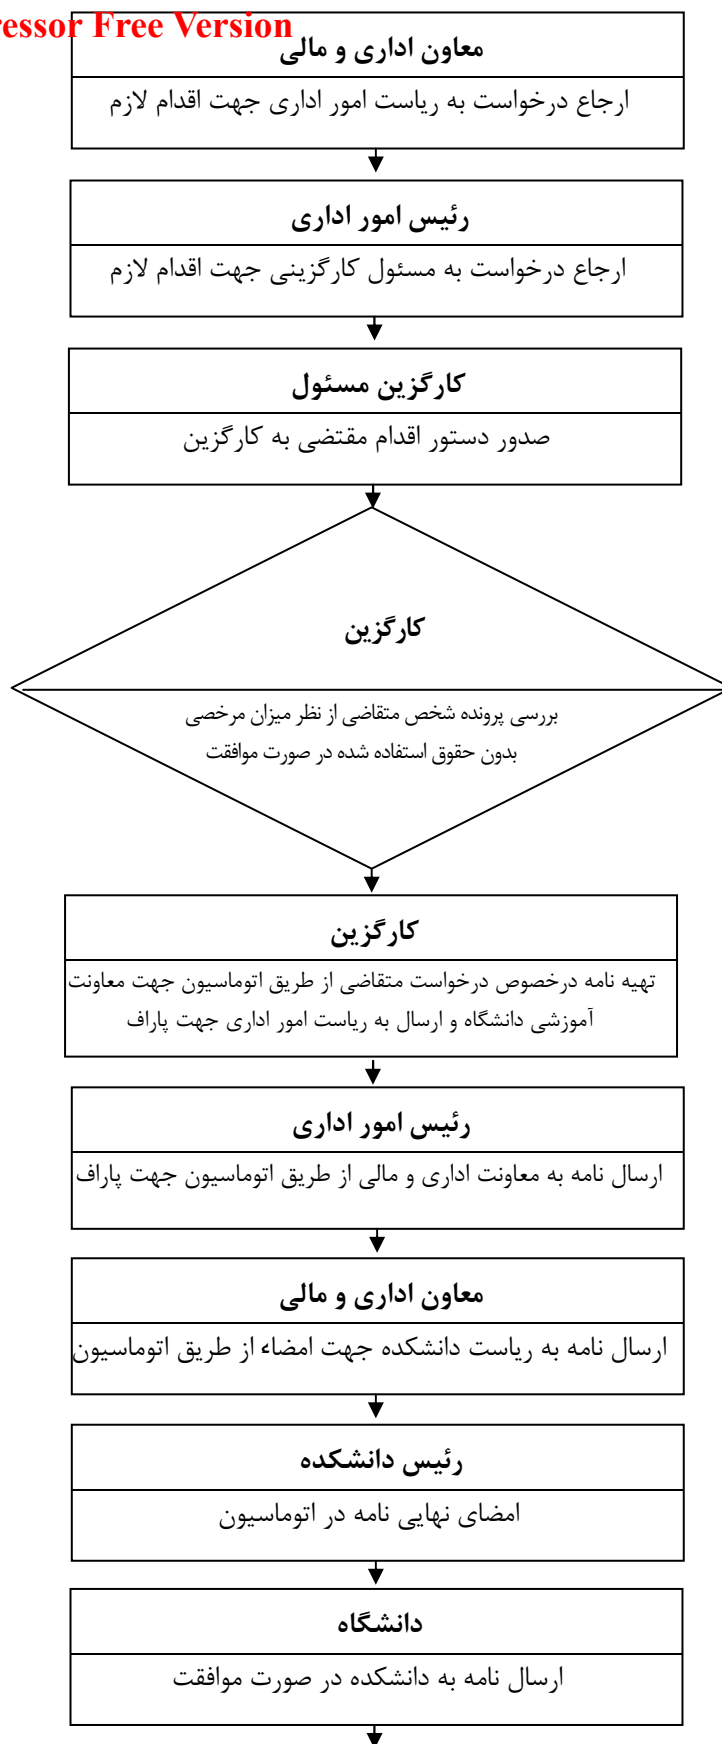 ressor Free Version
معاون اداری و مالی
ارجاع درخواست به ریاست امور اداری جهت اقدام لازم
رئیس امور اداری
ارجاع درخواست به مسئول کارگزینی جهت اقدام لازم
کارگزین مسئول
صدور دستور اقدام مقتضی به کارگزین
کارگزین
بررسی پرونده شخص متقاضی از نظر میزان مرخصی
بدون حقوق استفاده شده در صورت موافقت
کارگزین
تهیه نامه درخصوص درخواست متقاضی از طریق اتوماسیون جهت معاونت
آموزشی دانشگاه و ارسال به ریاست امور اداری جهت پاراف
رئیس امور اداری
ارسال نامه به معاونت اداری و مالی از طریق اتوماسیون جهت پاراف
معاون اداری و مالی
ارسال نامه به ریاست دانشکده جهت امضاء از طریق اتوماسیون
رئیس دانشکده
امضای نهایی نامه در اتوماسیون
دانشگاه
ارسال نامه به دانشکده در صورت موافقت